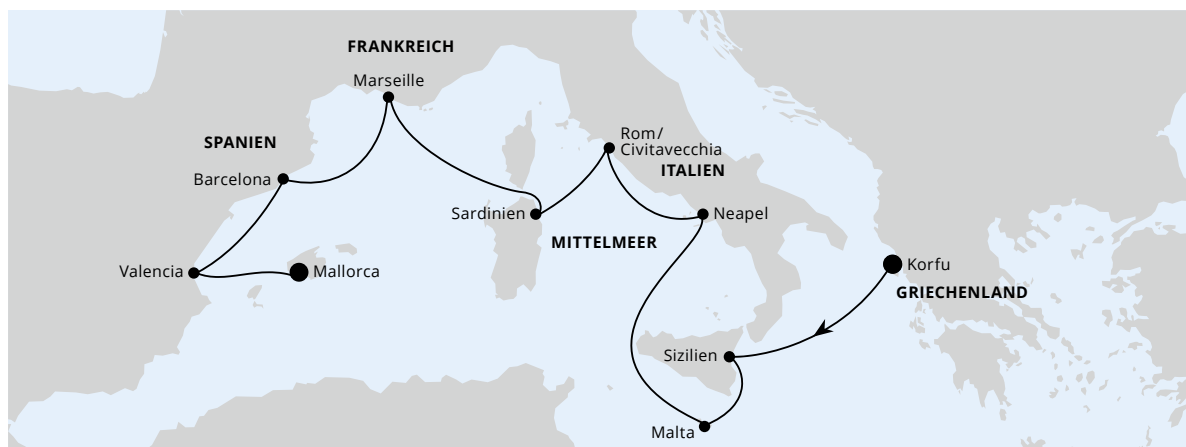 FRANKREICH
Marseille
SPANIEN
Barcelona
Valencia
Mallorca
Sardinien
Rom/
Civitavecchia
ITALIEN
Neapel
MITTELMEER
Korfu
GRIECHENLAND
Sizilien
Malta